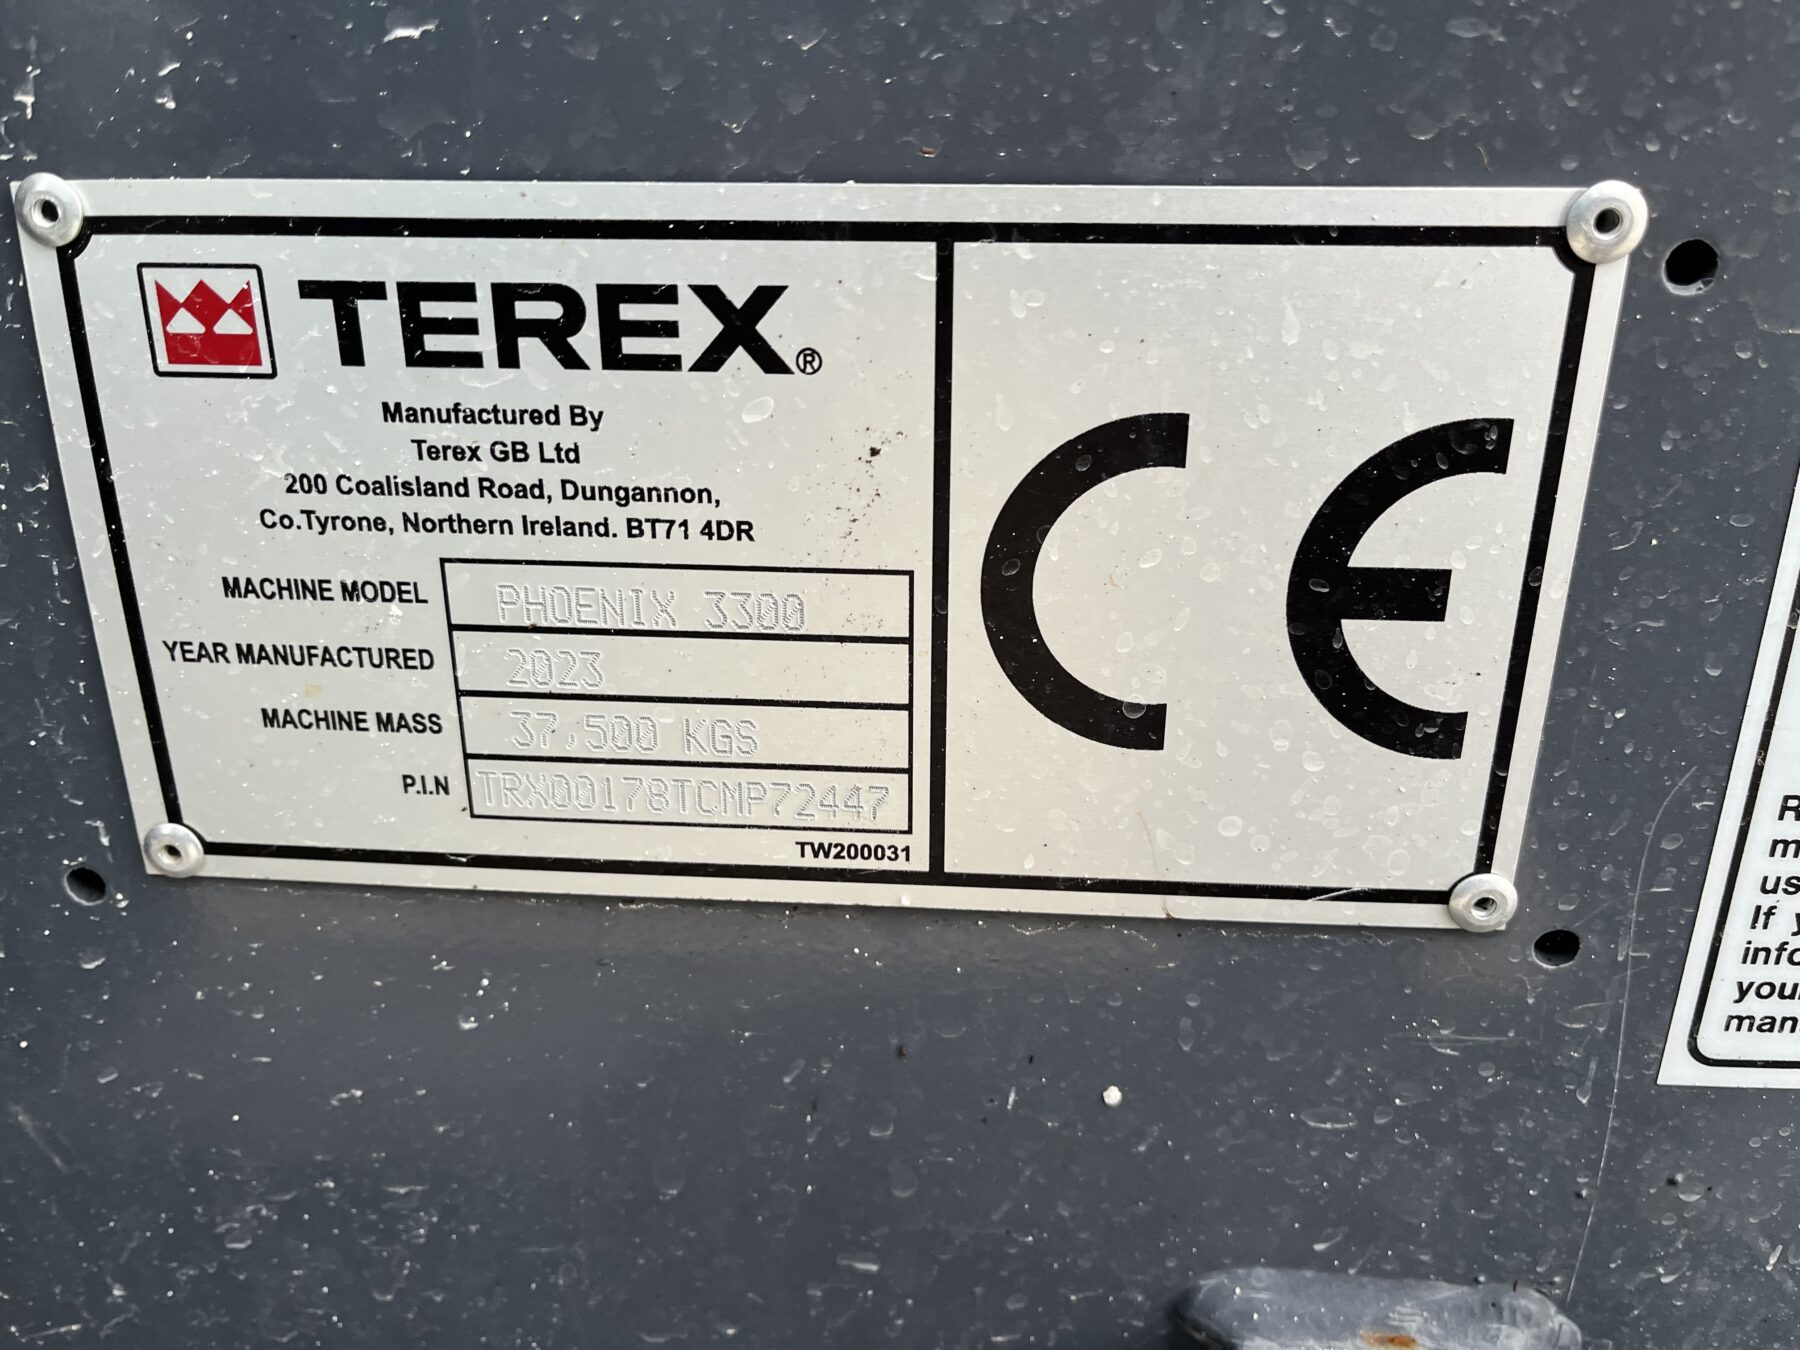 TEREX®
Manufactured By
Terex GB Ltd
200 Coalisland Road, Dungannon,
Co.Tyrone, Northern Ireland. BT71 4DR
MACHINE MODEL PHOENIX 3300
YEAR MANUFACTURED 2023
MACHINE MASS 37,500 KGS
P.I.N TRX00178TCMP72447
TW200031
CE
If